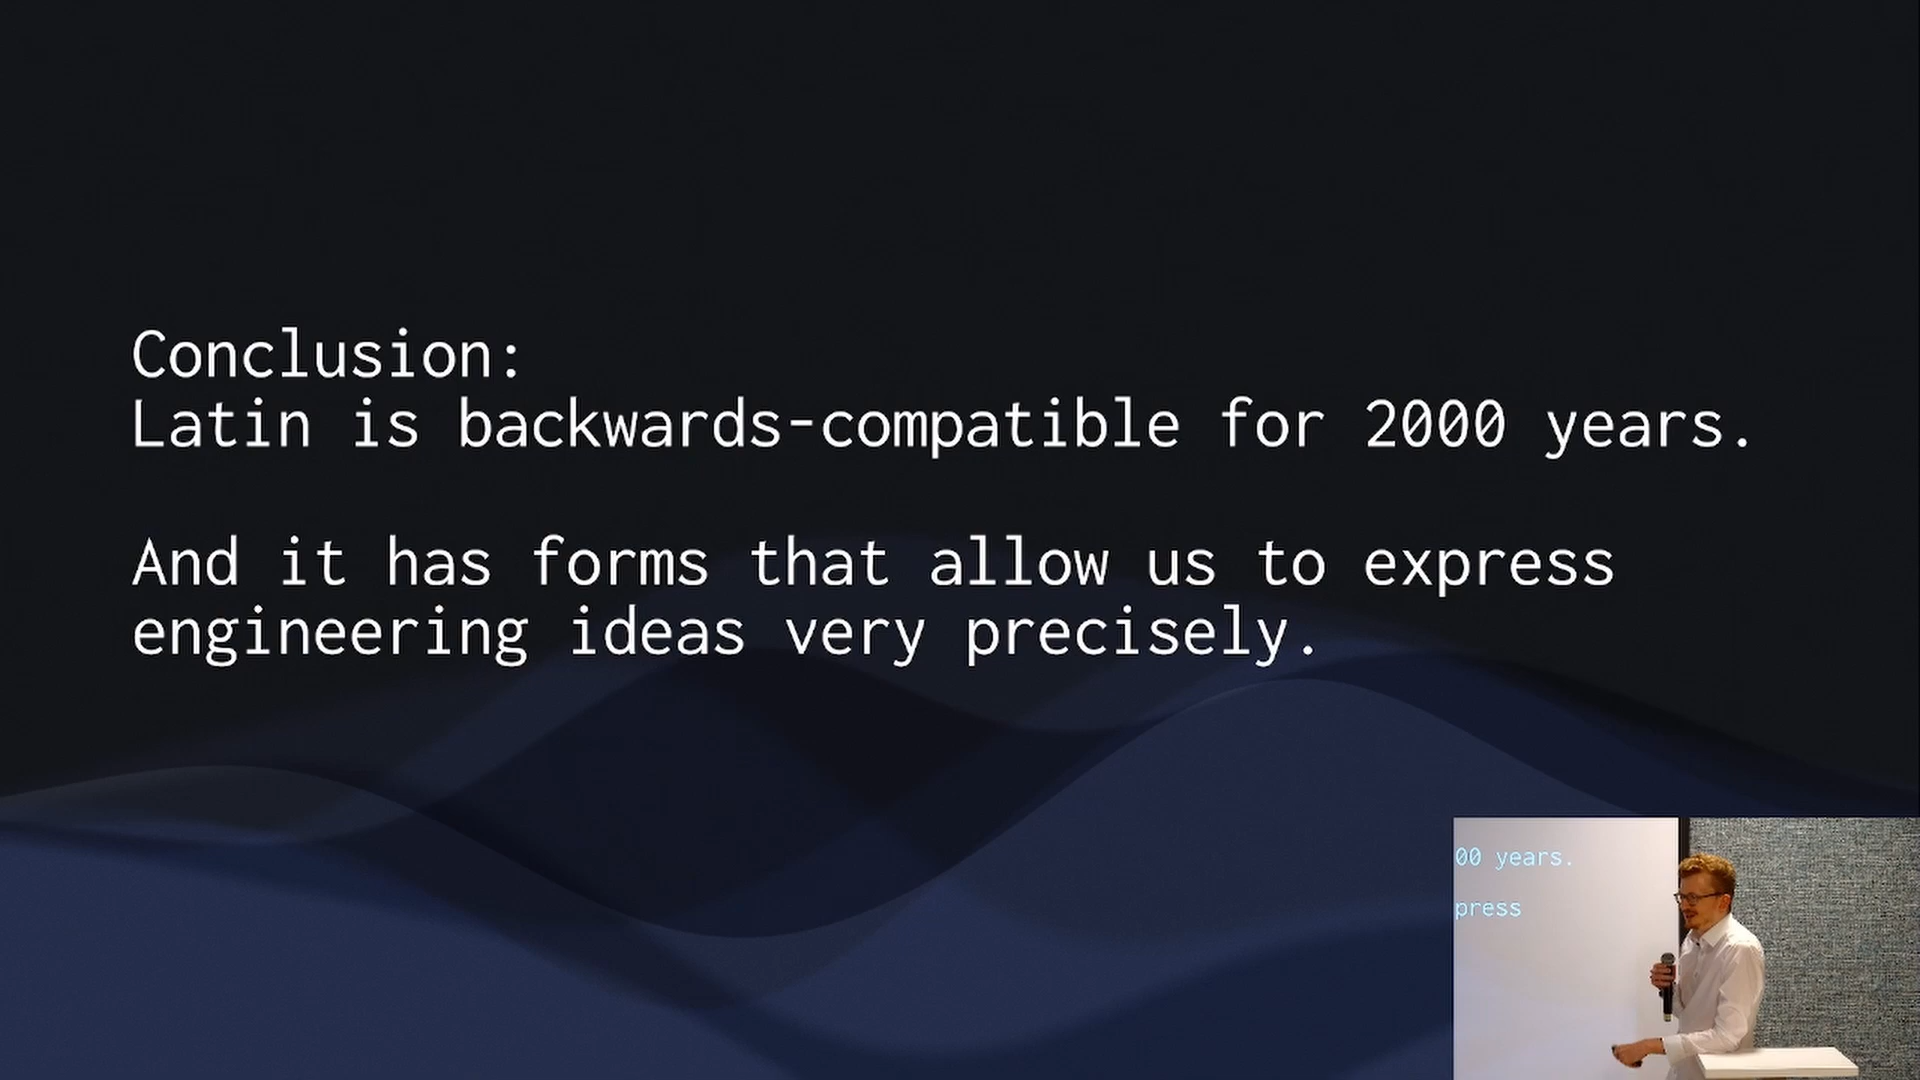 Conclusion:
Latin is backwards-compatible for 2000 years.
And it has forms that allow us to express
engineering ideas very precisely.
00 years.
press